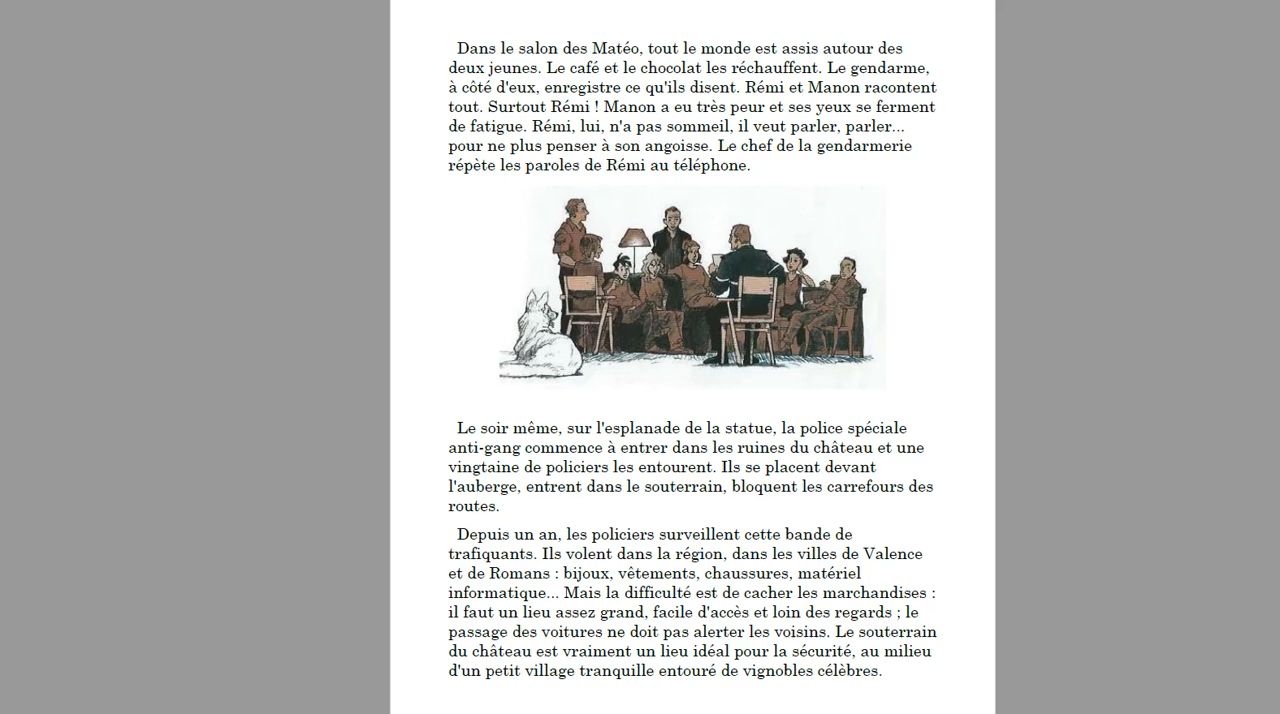 Dans le salon des Matéo, tout le monde est assis autour des
deux jeunes. Le café et le chocolat les réchauffent. Le gendarme,
à côté d'eux, enregistre ce qu'ils disent. Rémi et Manon racontent
tout. Surtout Rémi ! Manon a eu très peur et ses yeux se ferment
de fatigue. Rémi, lui, n'a pas sommeil, il veut parler, parler...
pour ne plus penser à son angoisse. Le chef de la gendarmerie
répète les paroles de Rémi au téléphone.
Le soir même, sur l'esplanade de la statue, la police spéciale
anti-gang commence à entrer dans les ruines du château et une
vingtaine de policiers les entourent. Ils se placent devant
l'auberge, entrent dans le souterrain, bloquent les carrefours des
routes.
Depuis un an, les policiers surveillent cette bande de
trafiquants. Ils volent dans la région, dans les villes de Valence
et de Romans : bijoux, vêtements, chaussures, matériel
informatique... Mais la difficulté est de cacher les marchandises :
il faut un lieu assez grand, facile d'accès et loin des regards ; le
passage des voitures ne doit pas alerter les voisins. Le souterrain
du château est vraiment un lieu idéal pour la sécurité, au milieu
d'un petit village tranquille entouré de vignobles célèbres.